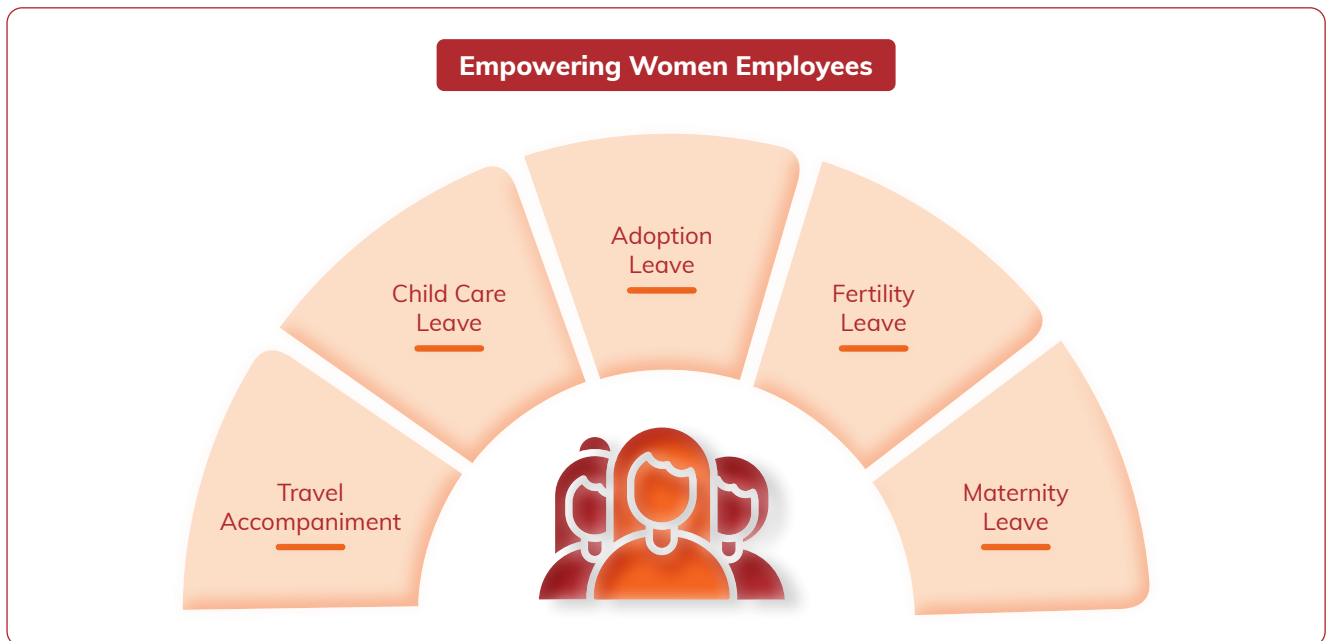 Empowering Women Employees
Travel
Accompaniment
Child Care
Leave
Adoption
Leave
Fertility
Leave
Maternity
Leave